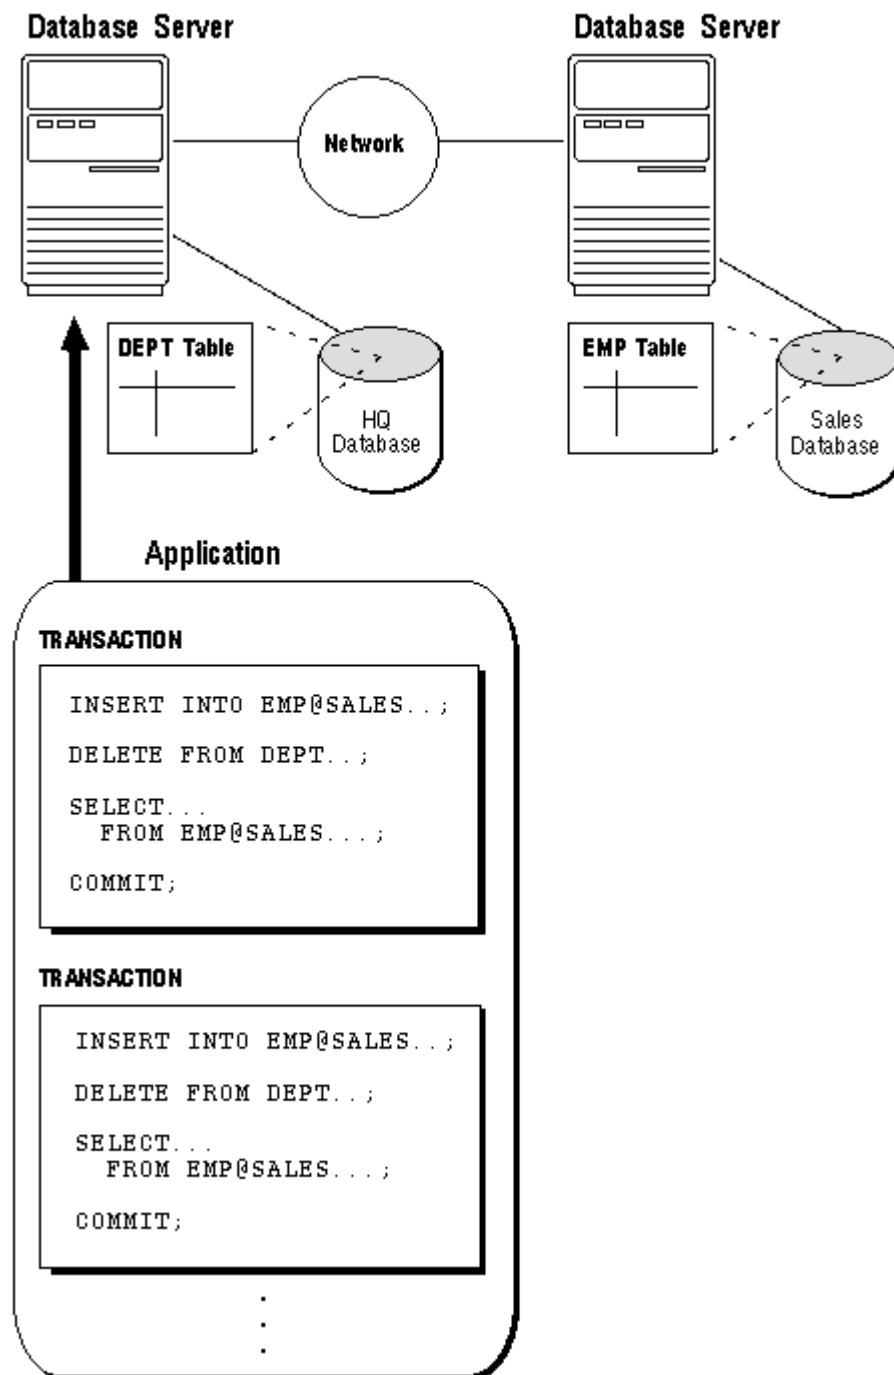 Database Server
Database Server
Network
DEPT Table
HQ
Database
EMP Table
Sales
Database
Application
TRANSACTION
INSERT INTO EMP@SALES..;
DELETE FROM DEPT..;
SELECT...
FROM EMP@SALES...;
COMMIT;
TRANSACTION
INSERT INTO EMP@SALES..;
DELETE FROM DEPT..;
SELECT...
FROM EMP@SALES...;
COMMIT;
.
.
.